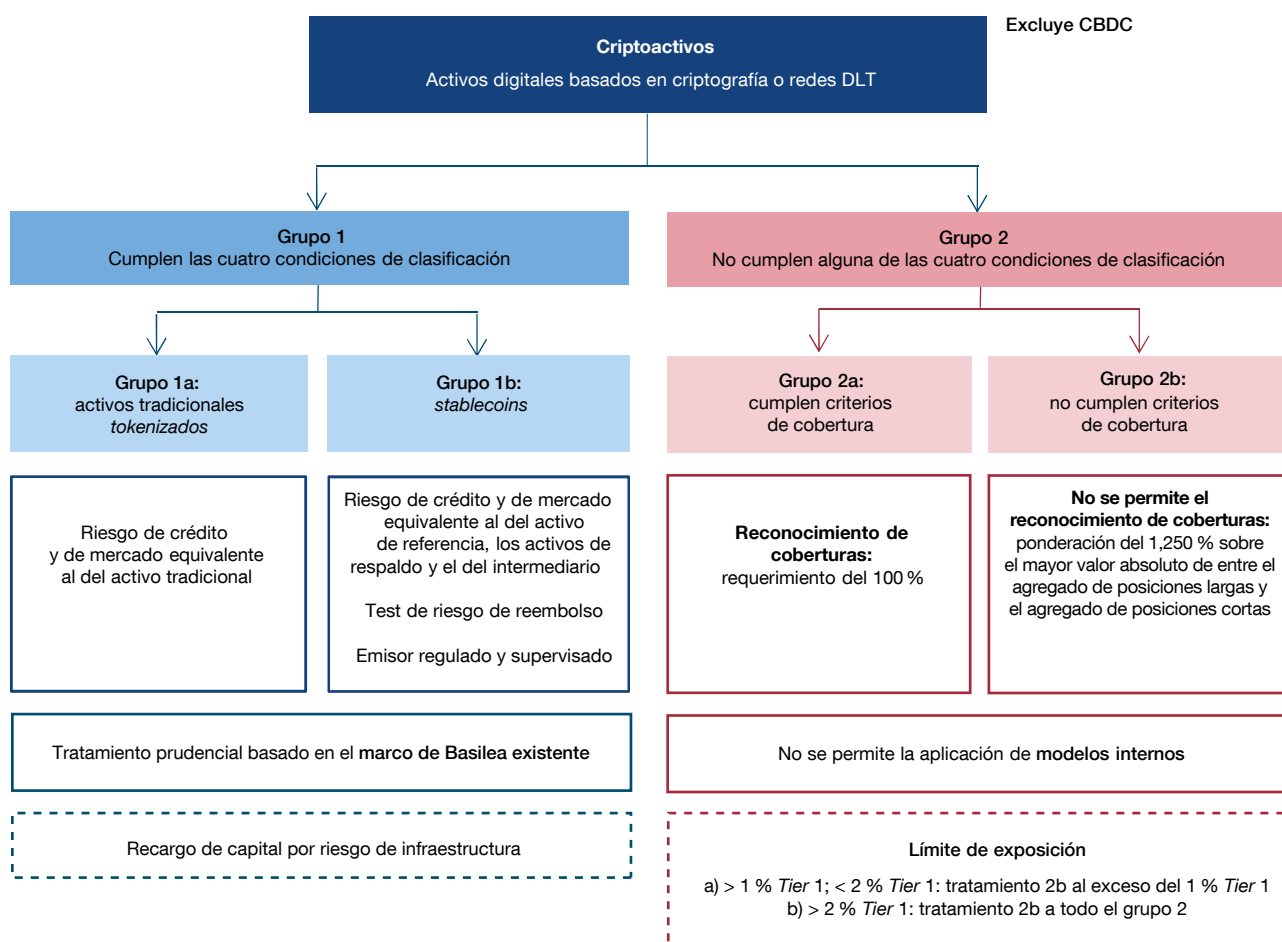 Excluye CBDC
Criptoactivos
Activos digitales basados en criptografía o redes DLT
Grupo 1
Cumplen las cuatro condiciones de clasificación
Grupo 2
No cumplen alguna de las cuatro condiciones de clasificación
Grupo 1a:
activos tradicionales
tokenizados
Grupo 1b:
stablecoins
Grupo 2a:
cumplen criterios
de cobertura
Grupo 2b:
no cumplen criterios
de cobertura
Riesgo de crédito
y de mercado equivalente
al del activo tradicional
Riesgo de crédito y de mercado
equivalente al del activo
de referencia, los activos de
respaldo y el del intermediario
Test de riesgo de reembolso
Emisor regulado y supervisado
Reconocimiento de
coberturas:
requerimiento del 100 %
No se permite el
reconocimiento de coberturas:
ponderación del 1,250 % sobre
el mayor valor absoluto de entre el
agregado de posiciones largas y
el agregado de posiciones cortas
Tratamiento prudencial basado en el marco de Basilea existente
No se permite la aplicación de modelos internos
Recargo de capital por riesgo de infraestructura
Límite de exposición
a) > 1 % Tier 1; < 2 % Tier 1: tratamiento 2b al exceso del 1 % Tier 1
b) > 2 % Tier 1: tratamiento 2b a todo el grupo 2